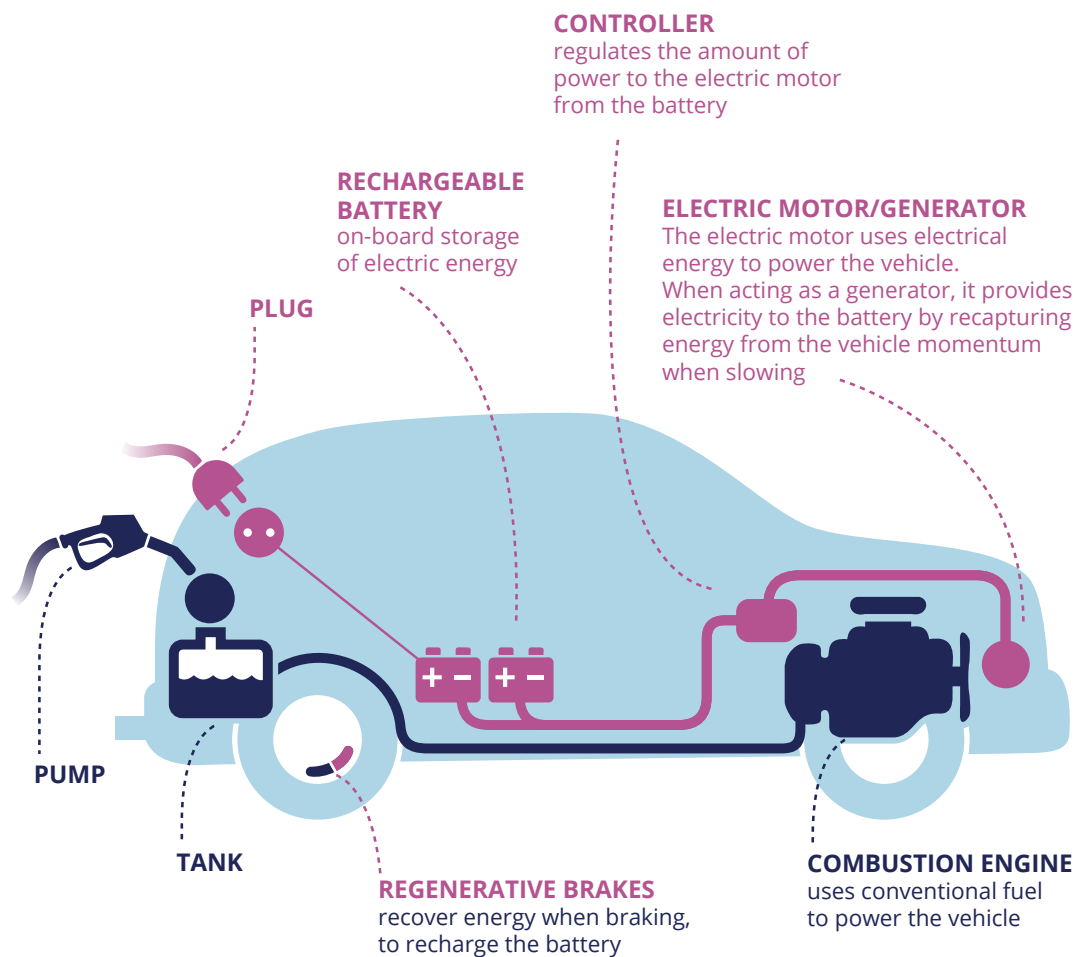 CONTROLLER
regulates the amount of
power to the electric motor
from the battery
RECHARGEABLE
BATTERY
on-board storage
of electric energy
ELECTRIC MOTOR/GENERATOR
The electric motor uses electrical
energy to power the vehicle.
When acting as a generator, it provides
electricity to the battery by recapturing
energy from the vehicle momentum
when slowing
PLUG
PUMP
TANK
REGENERATIVE BRAKES
recover energy when braking,
to recharge the battery
COMBUSTION ENGINE
uses conventional fuel
to power the vehicle